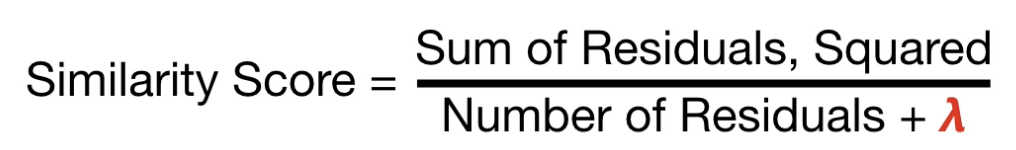 Sum of Residuals, Squared
Similarity Score =
Number of Residuals + λ